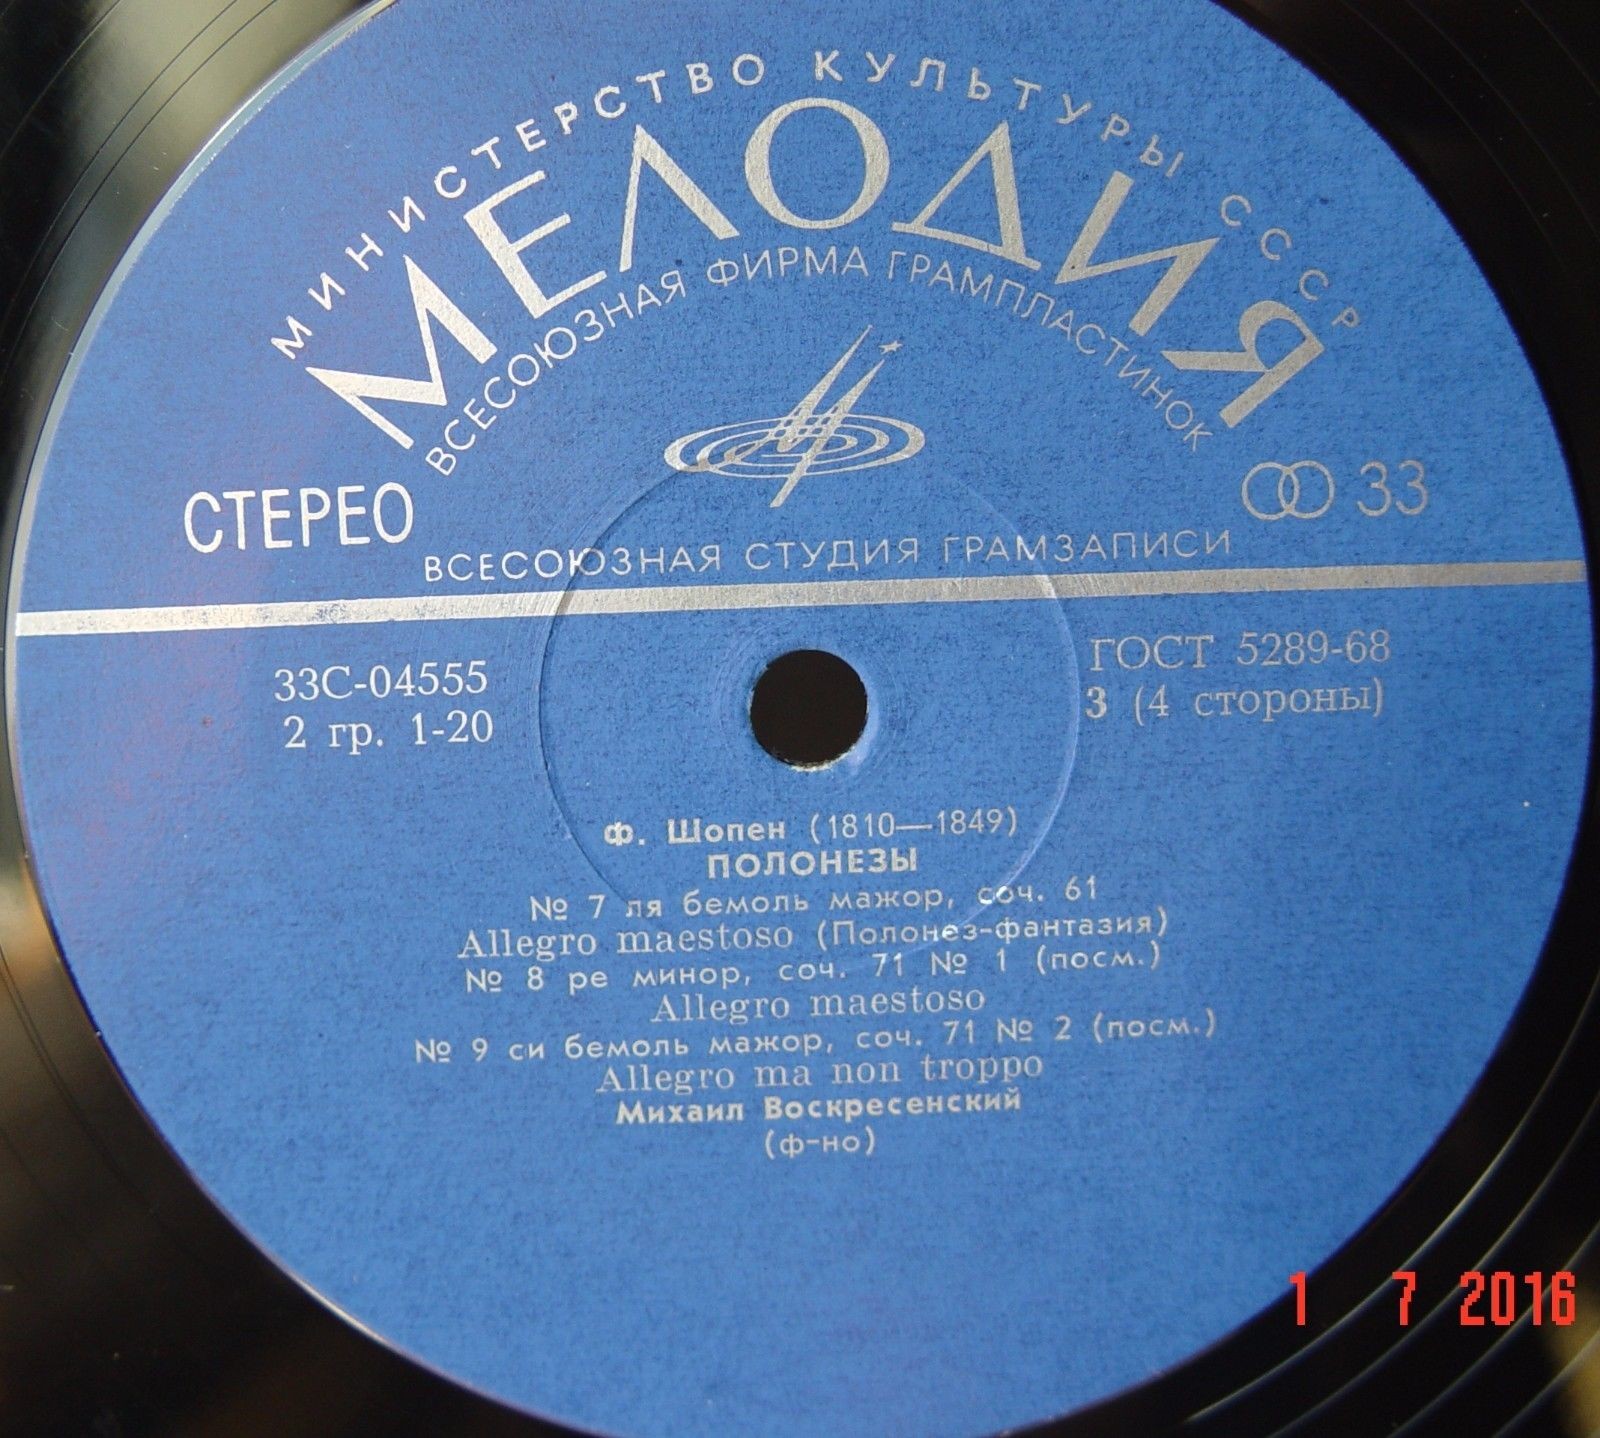 МИНИСТЕРСТВО КУЛЬТУРЫ СССР
МЕЛОДИЯ
ВСЕСОЮЗНАЯ ФИРМА ГРАМПЛАСТИНОК
СТЕРЕО
33
ВСЕСОЮЗНАЯ СТУДИЯ ГРАМЗАПИСИ
33С-04555
2 гр. 1-20
ГОСТ 5289-68
3 (4 стороны)
Ф. Шопен (1810—1849)
ПОЛОНЕЗЫ
№ 7 ля бемоль мажор, соч. 61
Allegro maestoso (Полонез-фантазия)
№ 8 ре минор, соч. 71 № 1 (посм.)
Allegro maestoso
№ 9 си бемоль мажор, соч. 71 № 2 (посм.)
Allegro ma non troppo
Михаил Воскресенский
(ф-но)
1 7 2016